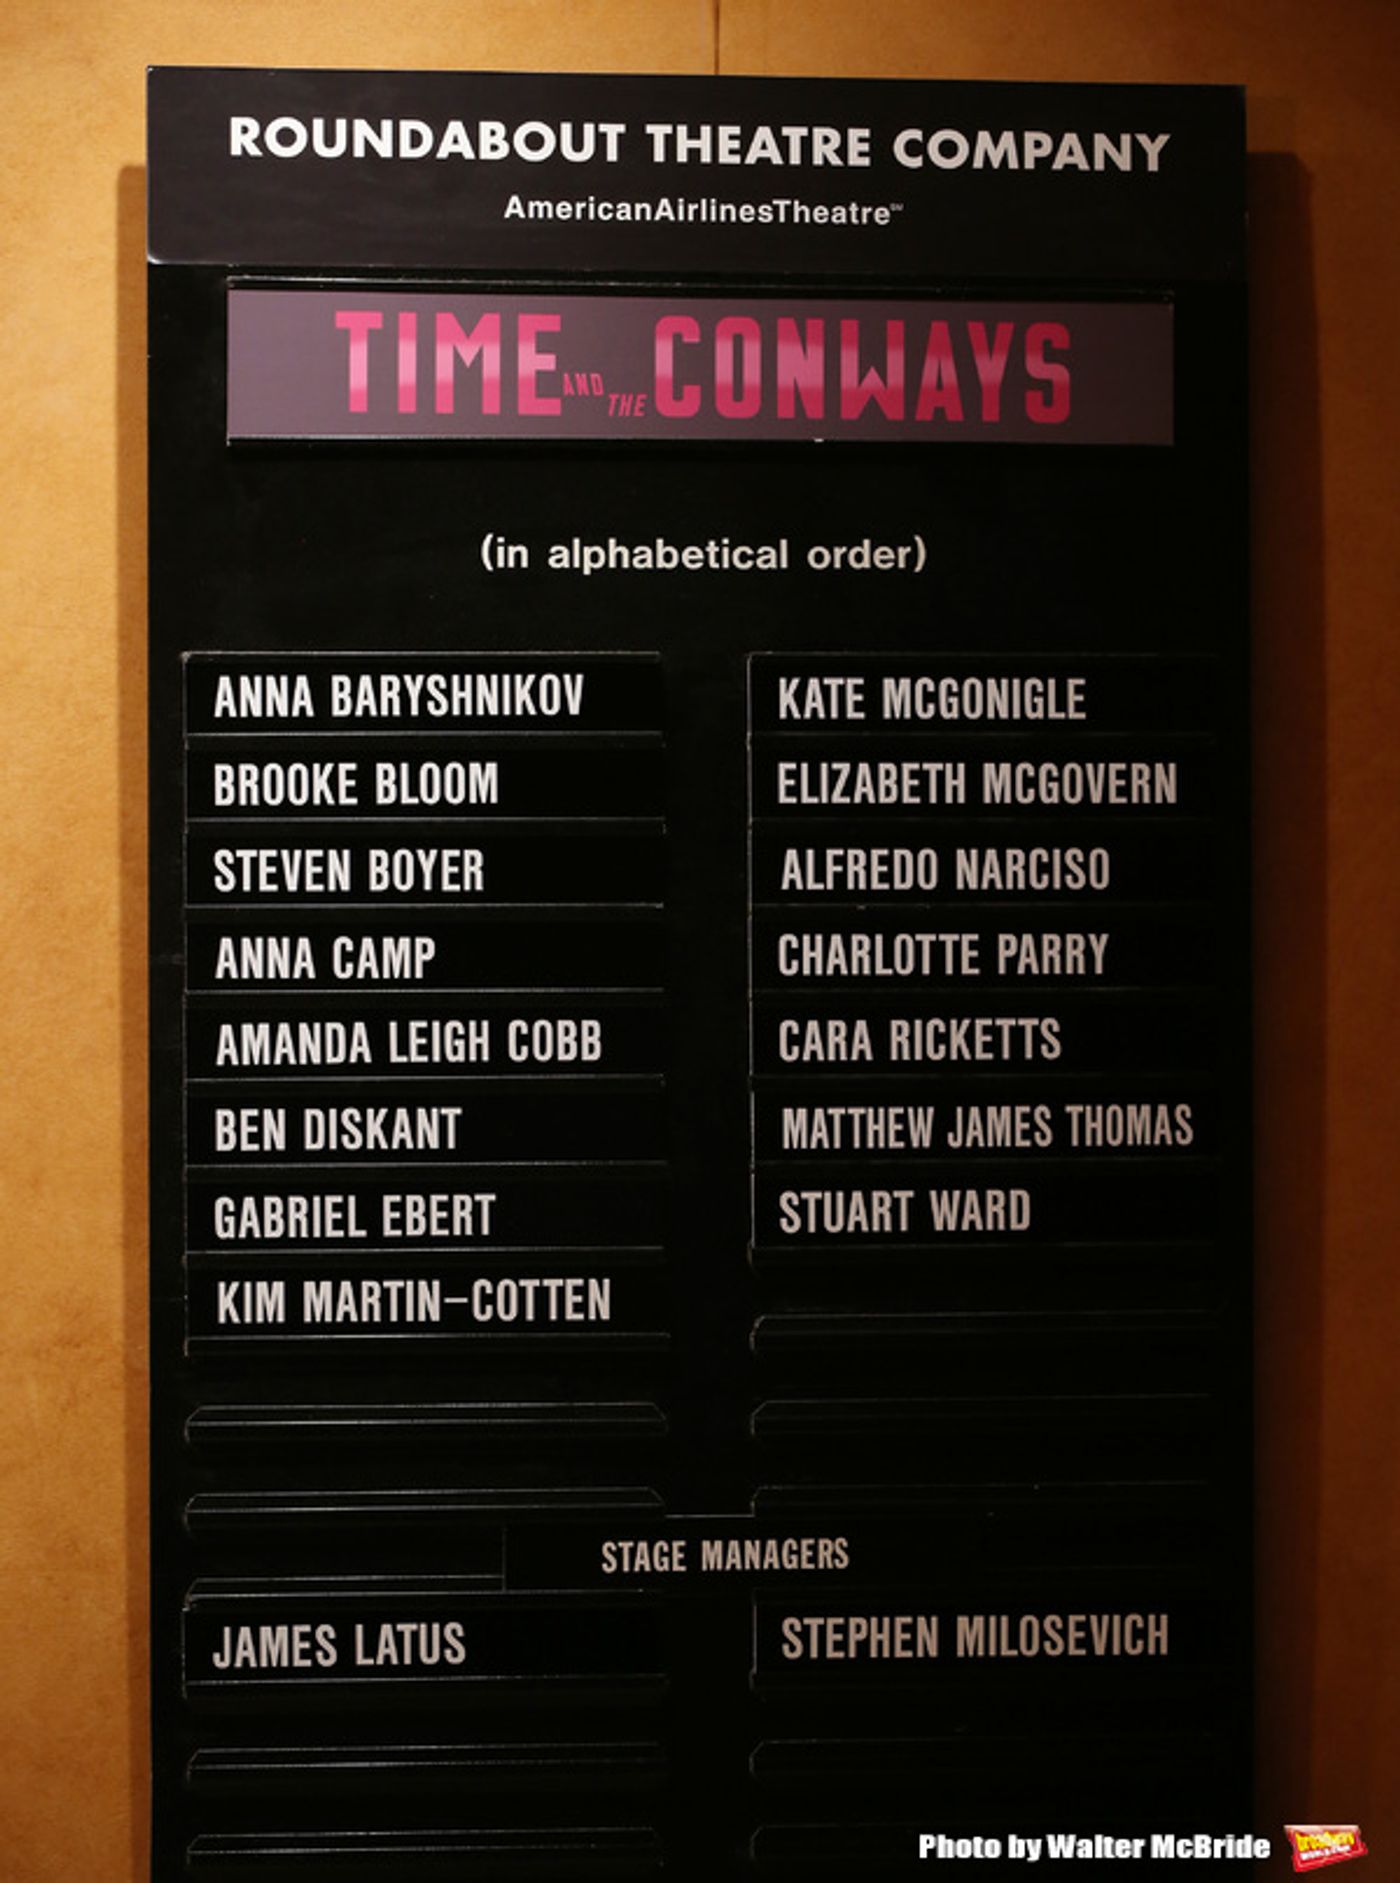 ROUNDABOUT THEATRE COMPANY
AmericanAirlinesTheatre℠
TIME AND THE CONWAYS
(in alphabetical order)
ANNA BARYSHNIKOV
BROOKE BLOOM
STEVEN BOYER
ANNA CAMP
AMANDA LEIGH COBB
BEN DISKANT
GABRIEL EBERT
KIM MARTIN-COTTEN
KATE MCGONIGLE
ELIZABETH MCGOVERN
ALFREDO NARCISO
CHARLOTTE PARRY
CARA RICKETTS
MATTHEW JAMES THOMAS
STUART WARD
STAGE MANAGERS
JAMES LATUS
STEPHEN MILOSEVICH
Photo by Walter McBride
broadway